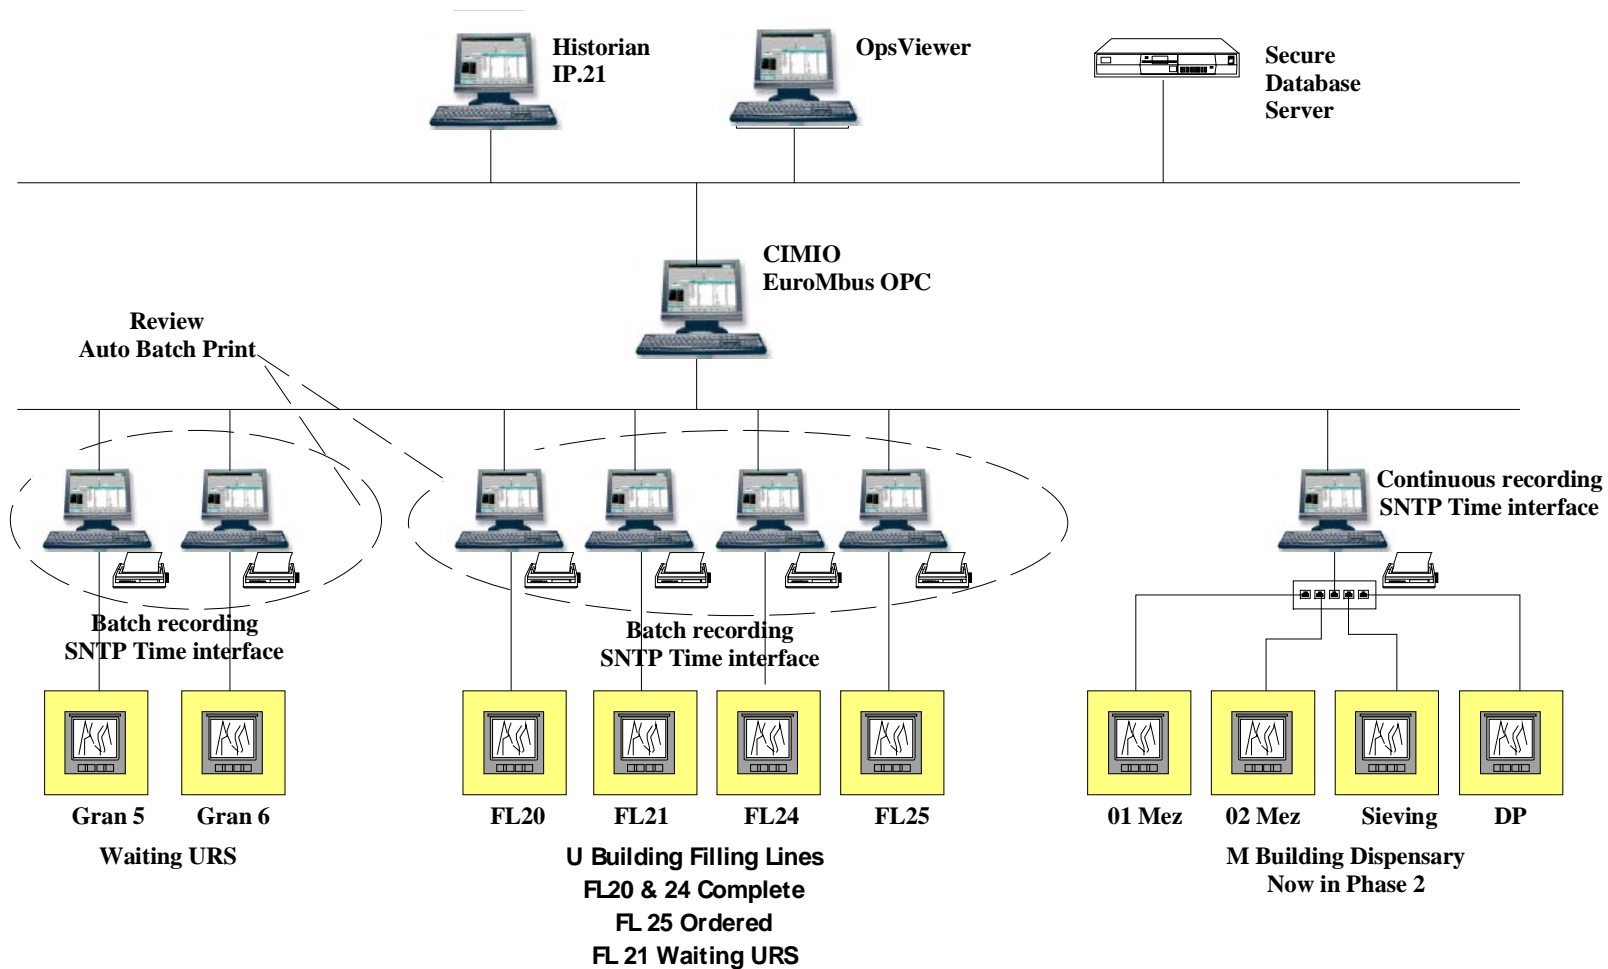 Historian
IP.21
OpsViewer
Secure
Database
Server
CIMIO
EuroMbus OPC
Review
Auto Batch Print
Continuous recording
SNTP Time interface
Batch recording
SNTP Time interface
Batch recording
SNTP Time interface
Gran 5
Gran 6
FL20
FL21
FL24
FL25
01 Mez
02 Mez
Sieving
DP
Waiting URS
U Building Filling Lines
FL20 & 24 Complete
FL 25 Ordered
FL 21 Waiting URS
M Building Dispensary
Now in Phase 2